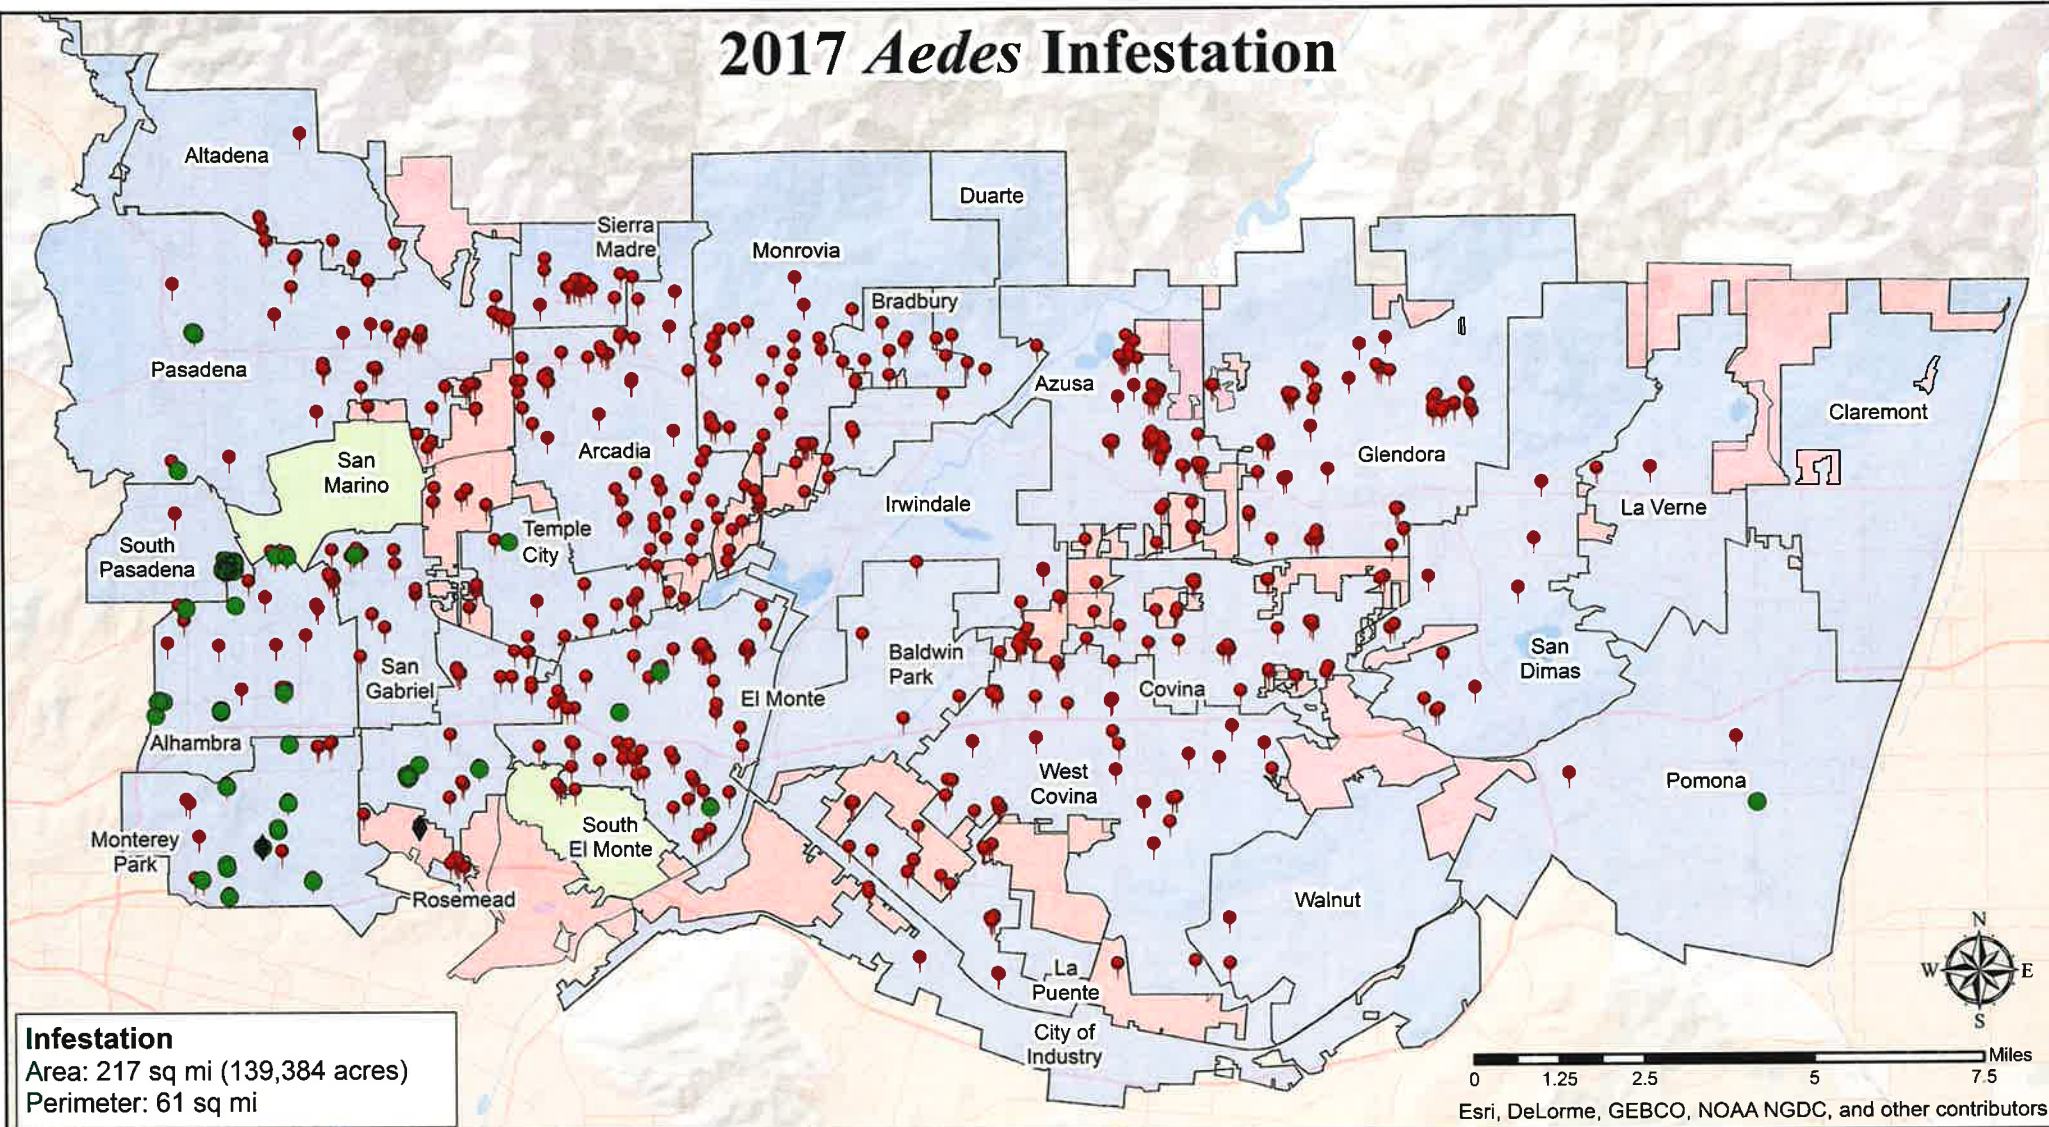 2017 Aedes Infestation
Altadena
Duarte
Sierra
Madre
Monrovia
Bradbury
Pasadena
Azusa
Claremont
San
Marino
Arcadia
Glendora
Irwindale
La Verne
Temple
City
South
Pasadena
San
Gabriel
Baldwin
Park
San
Dimas
El Monte
Covina
Alhambra
West
Covina
Pomona
Monterey
Park
South
El Monte
Rosemead
Walnut
La
Puente
City of
Industry
N
W
E
S
Infestation
Area: 217 sq mi (139,384 acres)
Perimeter: 61 sq mi
Miles
0 1.25 2.5 5 7.5
Esri, DeLorme, GEBCO, NOAA NGDC, and other contributors